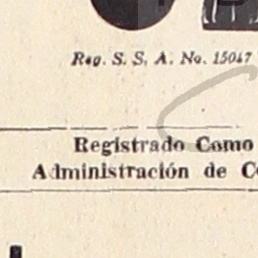 Reg. S. S. A. No. 15047
Registrado Como
Administración de